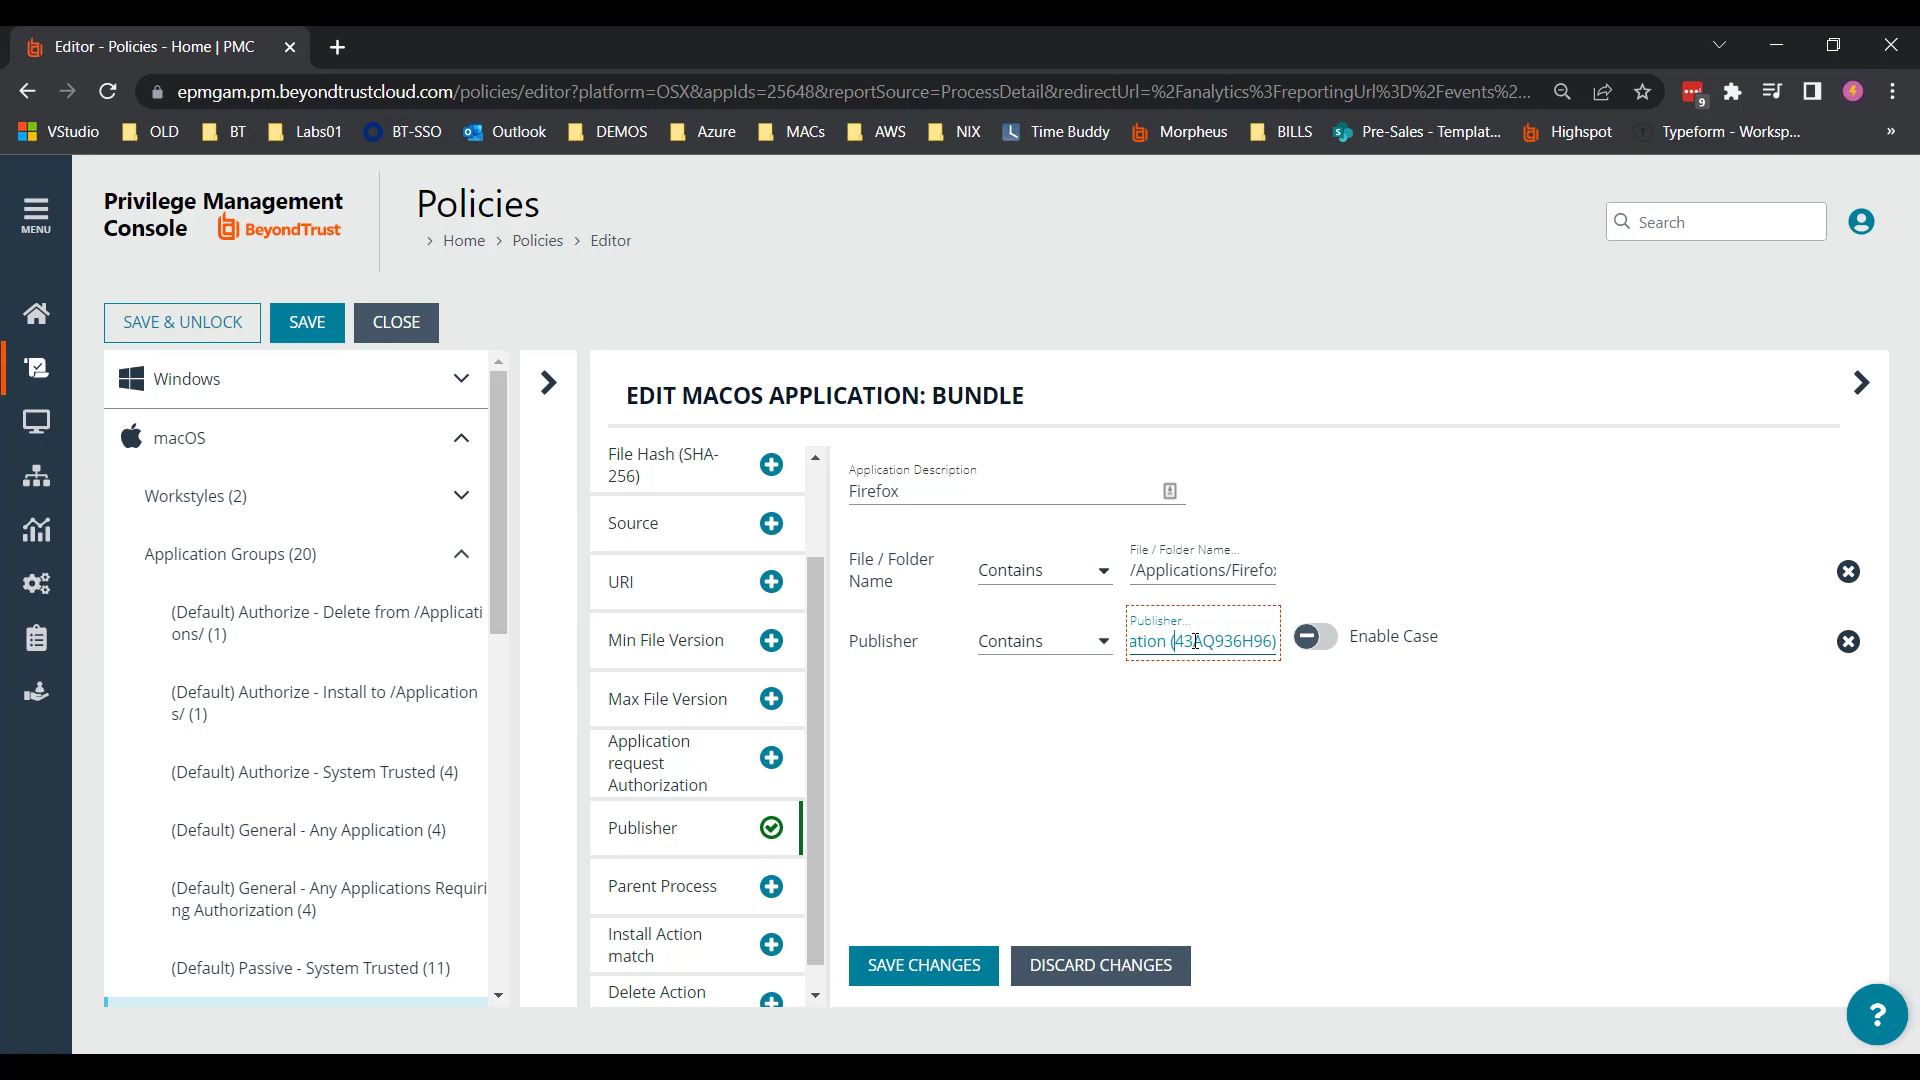 Editor - Policies - Home | PMC
epmgam.pm.beyondtrustcloud.com/policies/editor?platform=OSX&appIds=25648&reportSource=ProcessDetail&redirectUrl=%2Fanalytics%3FreportingUrl%3D%2Fevents%2...
9
VStudio
OLD
BT
Labs01
BT-SSO
Outlook
DEMOS
Azure
MACs
AWS
NIX
Time Buddy
Morpheus
BILLS
Pre-Sales - Templat...
Highspot
Typeform - Worksp...
»
MENU
Privilege Management
Console BeyondTrust
Policies
> Home > Policies > Editor
Search
SAVE & UNLOCK
SAVE
CLOSE
Windows
macOS
Workstyles (2)
Application Groups (20)
(Default) Authorize - Delete from /Applicati
ons/ (1)
(Default) Authorize - Install to /Application
s/ (1)
(Default) Authorize - System Trusted (4)
(Default) General - Any Application (4)
(Default) General - Any Applications Requiri
ng Authorization (4)
(Default) Passive - System Trusted (11)
EDIT MACOS APPLICATION: BUNDLE
File Hash (SHA-
256)
Source
URI
Min File Version
Max File Version
Application
request
Authorization
Publisher
Parent Process
Install Action
match
Delete Action
Application Description
Firefox
File / Folder
Name
Contains
File / Folder Name...
/Applications/Firefox
Publisher
Contains
Publisher...
ation (43AQ936H96)
Enable Case
SAVE CHANGES
DISCARD CHANGES
?